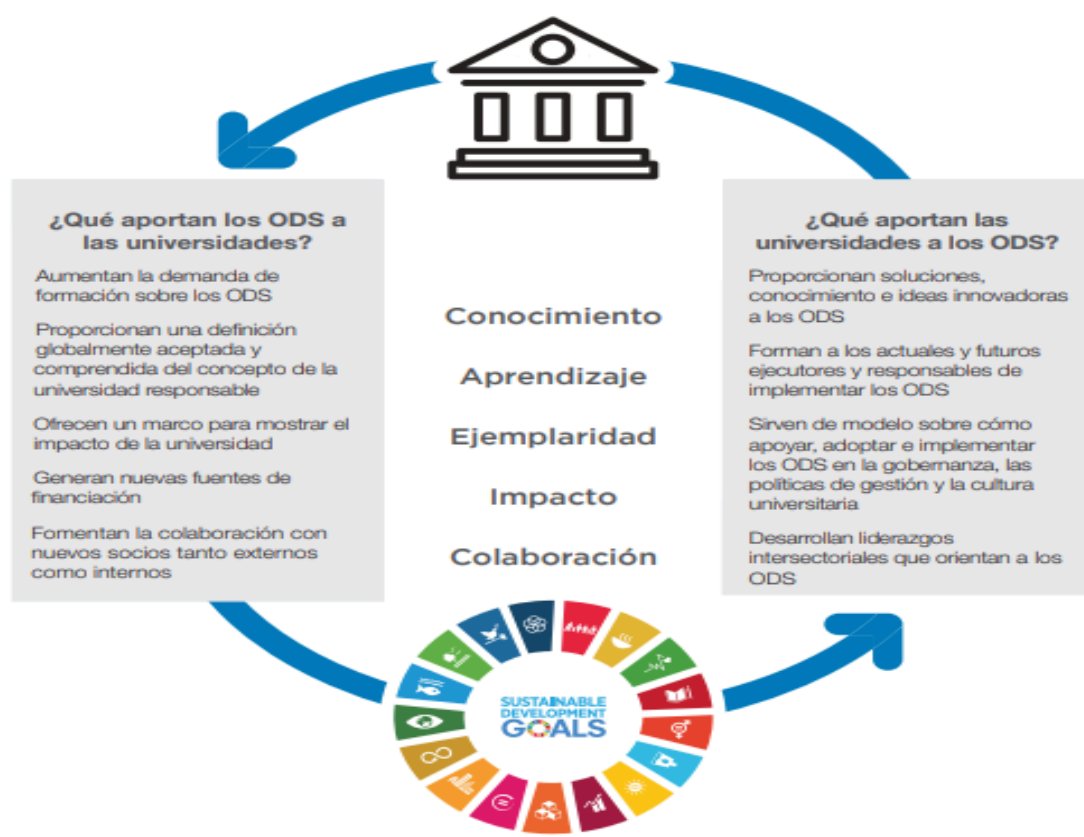 ¿Qué aportan los ODS a
las universidades?
Aumentan la demanda de
formación sobre los ODS
Proporcionan una definición
globalmente aceptada y
comprendida del concepto de la
universidad responsable
Ofrecen un marco para mostrar el
impacto de la universidad
Generan nuevas fuentes de
financiación
Fomentan la colaboración con
nuevos socios tanto externos
como internos
Conocimiento
Aprendizaje
Ejemplaridad
Impacto
Colaboración
¿Qué aportan las
universidades a los ODS?
Proporcionan soluciones,
conocimiento e ideas innovadoras
a los ODS
Forman a los actuales y futuros
ejecutores y responsables de
implementar los ODS
Sirven de modelo sobre cómo
apoyar, adoptar e implementar
los ODS en la gobernanza, las
políticas de gestión y la cultura
universitaria
Desarrollan liderazgos
intersectoriales que orientan a los
ODS
SUSTAINABLE
DEVELOPMENT
GOALS